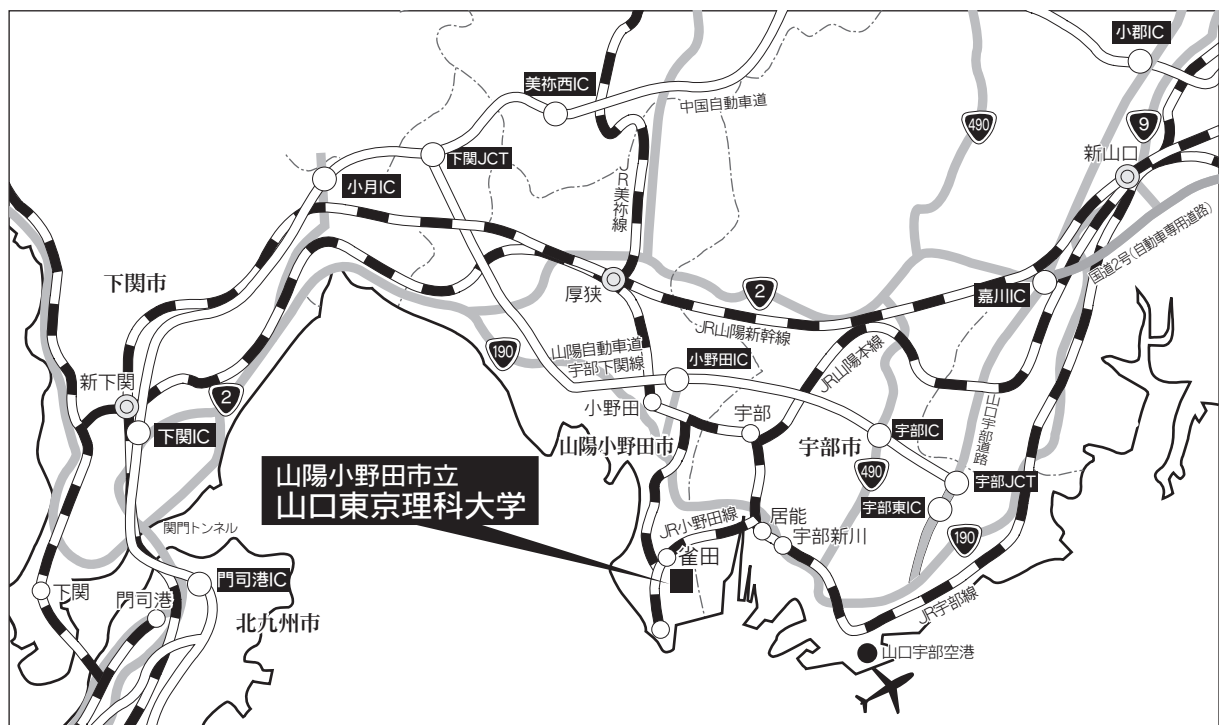 小郡IC
美祢西IC
中国自動車道
490
9
下関JCT
新山口
小月IC
JR美祢線
国道2号(自動車専用道路)
下関市
厚狭
2
嘉川IC
JR山陽新幹線
190
山陽自動車道
宇部下関線
小野田IC
JR山陽本線
新下関
2
小野田
宇部
山口宇部道路
下関IC
山陽小野田市
宇部市
宇部IC
山陽小野田市立
山口東京理科大学
490
宇部JCT
宇部東IC
関門トンネル
JR小野田線
居能
宇部新川
190
雀田
下関
門司港IC
門司港
JR宇部線
北九州市
山口宇部空港